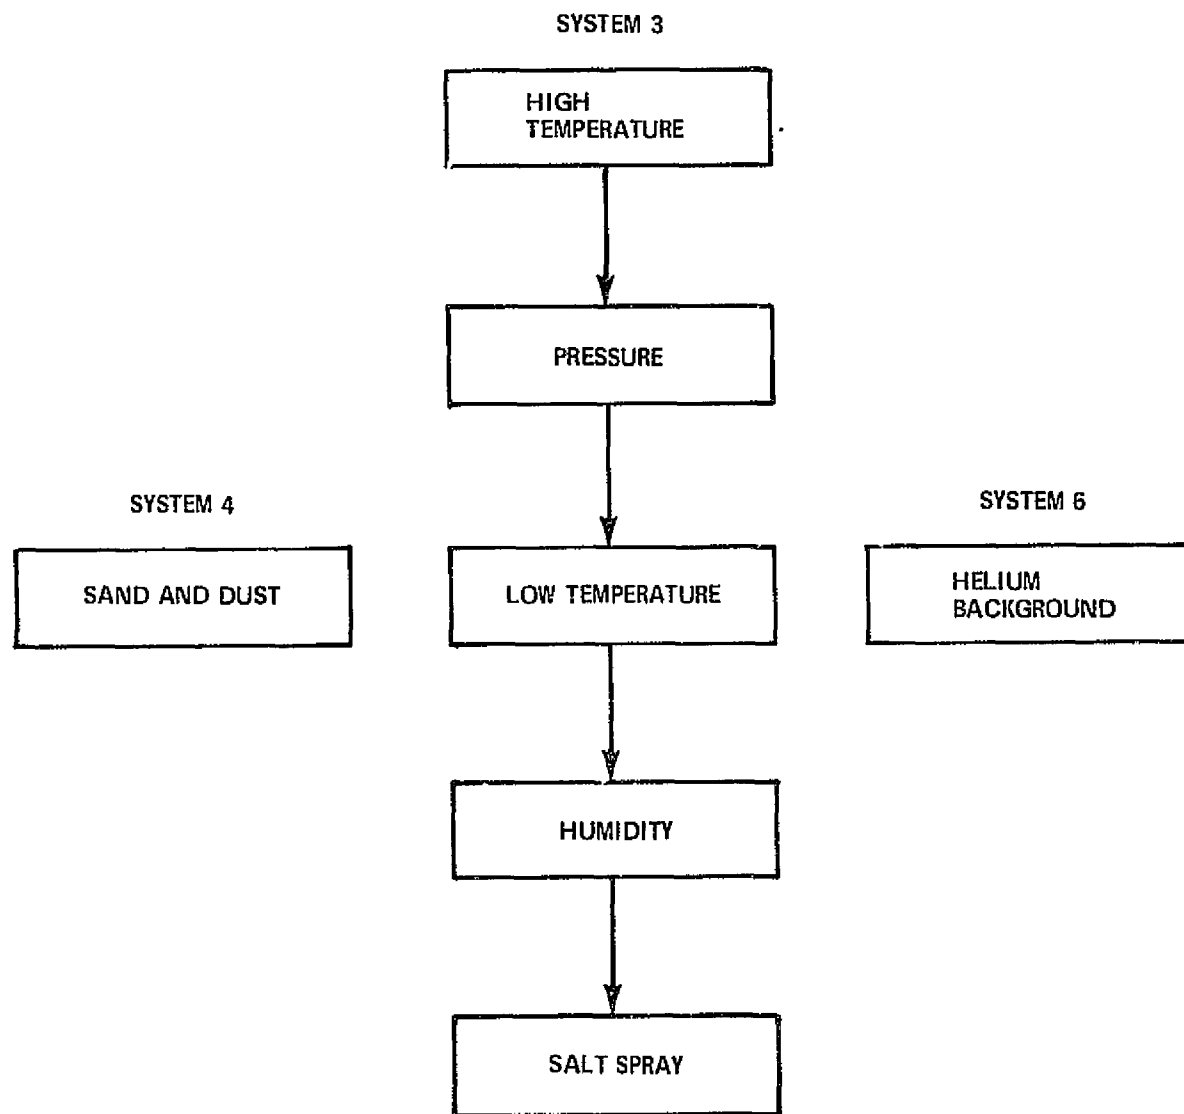 SYSTEM 3
HIGH
TEMPERATURE
PRESSURE
SYSTEM 4
SAND AND DUST
LOW TEMPERATURE
SYSTEM 6
HELIUM
BACKGROUND
HUMIDITY
SALT SPRAY